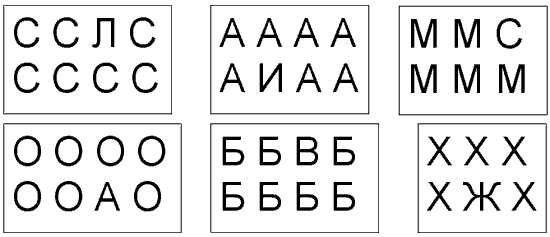 С С Л С
С С С С
А А А А
А И А А
М М С
М М М
О О О О
О О А О
Б Б В Б
Б Б Б Б
Х Х Х
Х Ж Х